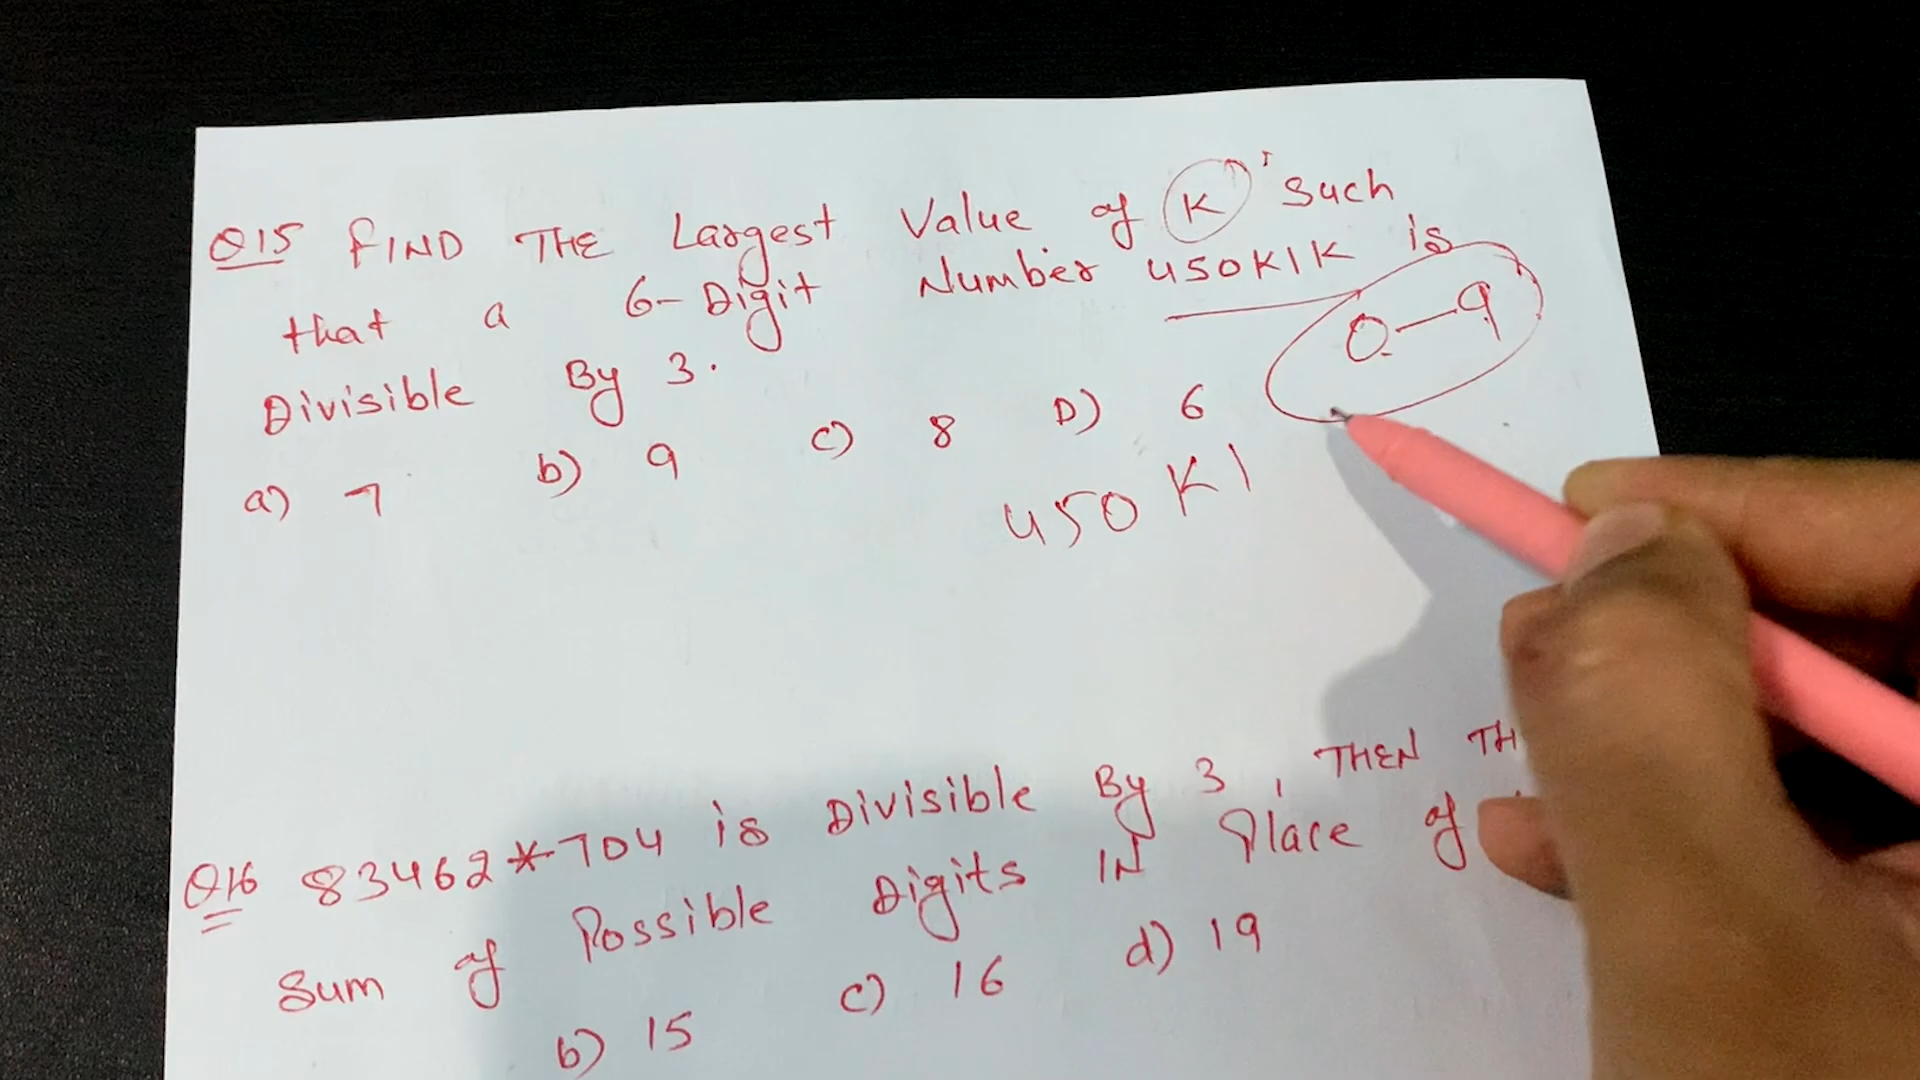 Q15 FIND THE Largest Value of K Such
that a 6-Digit Number 450K1K is
Divisible By 3.
0-9
a) 7 b) 9 c) 8 D) 6
450K1
Q16 83462*704 is Divisible By 3, THEN TH
Sum of Possible Digits IN Place of
b) 15 c) 16 d) 19